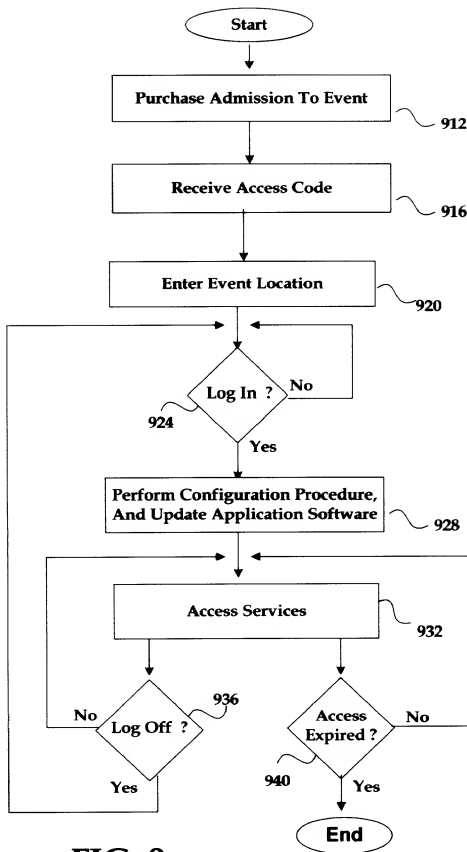 Start
Purchase Admission To Event
912
Receive Access Code
916
Enter Event Location
920
Log In ?
No
924
Yes
Perform Configuration Procedure,
And Update Application Software
928
Access Services
932
936
No
Log Off ?
Access
Expired ?
No
Yes
940
Yes
End